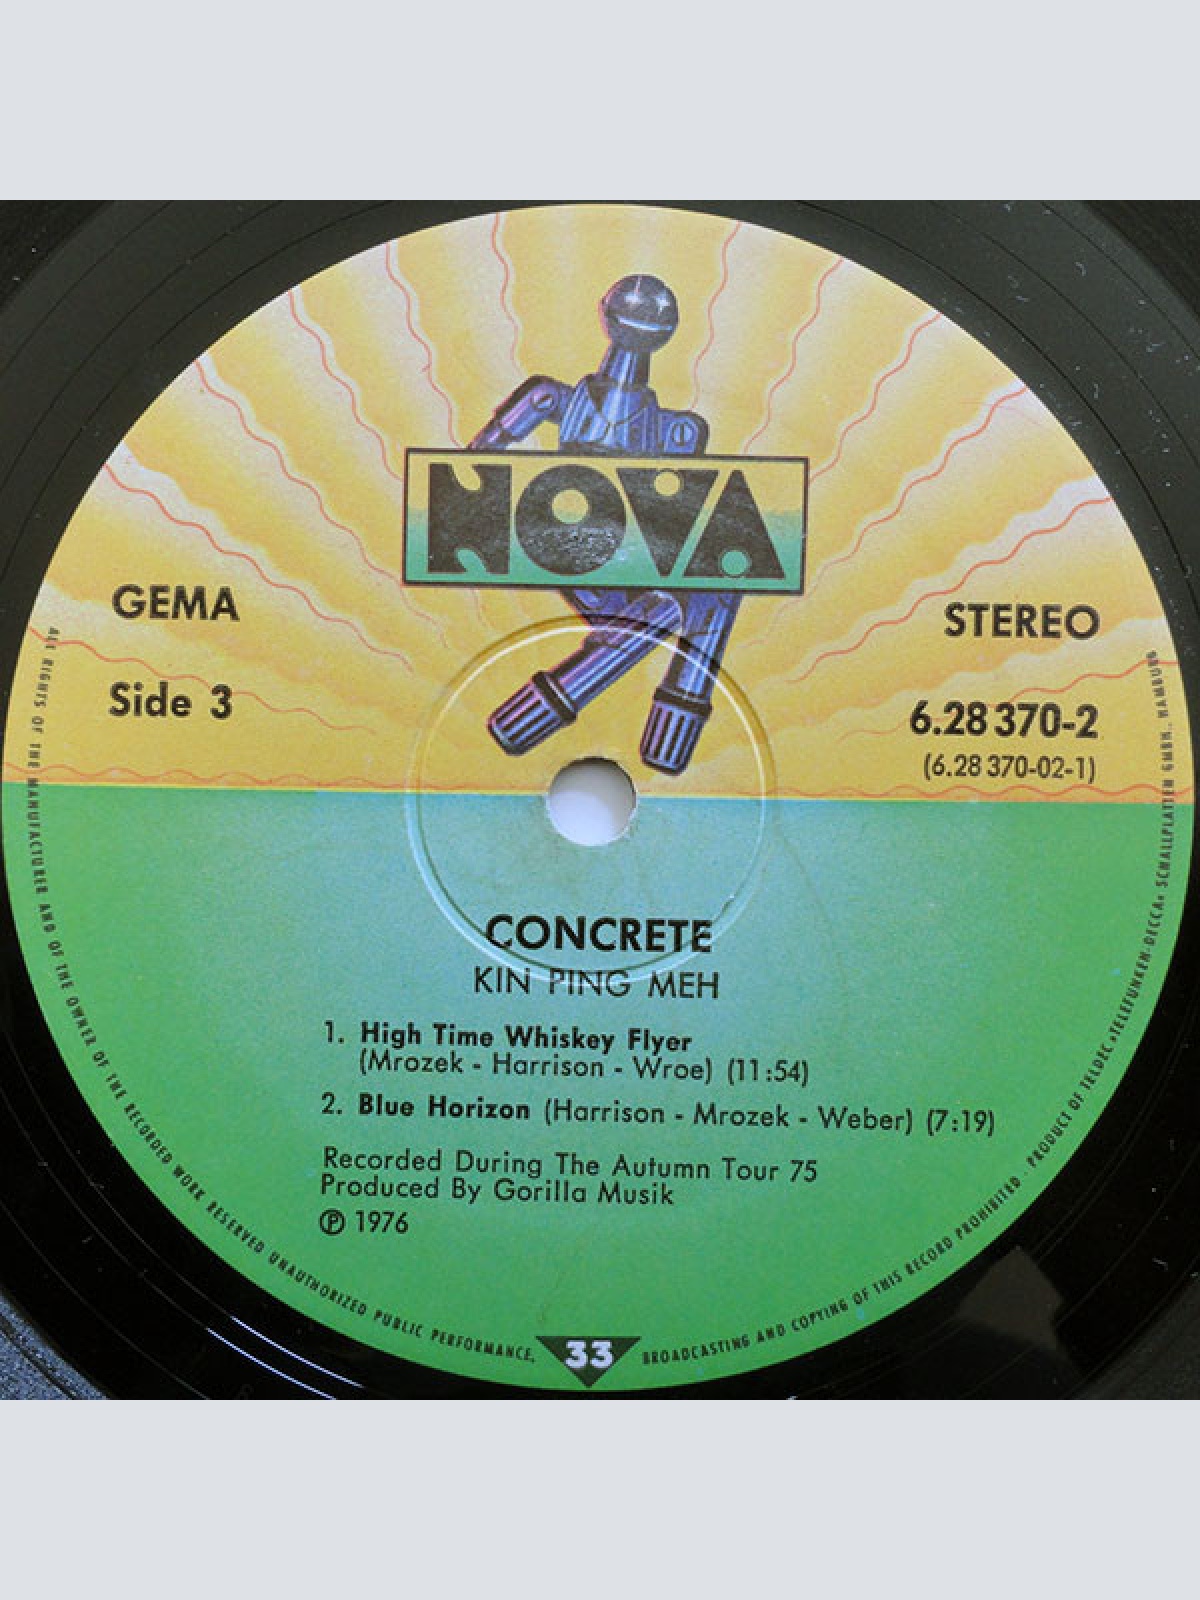 NOVA
GEMA
STEREO
Side 3
6.28 370-2
(6.28 370-02-1)
CONCRETE
KIN PING MEH
1. High Time Whiskey Flyer
(Mrozek - Harrison - Wroe) (11:54)
2. Blue Horizon (Harrison - Mrozek - Weber) (7:19)
Recorded During The Autumn Tour 75
Produced By Gorilla Musik
Ⓟ 1976
33
ALL RIGHTS OF THE MANUFACTURER AND OF THE OWNER OF THE RECORDED WORK RESERVED UNAUTHORIZED PUBLIC PERFORMANCE, BROADCASTING AND COPYING OF THIS RECORD PROHIBITED · PRODUCT OF TELDEC »TELEFUNKEN-DECCA« SCHALLPLATTEN GMBH., HAMBURG